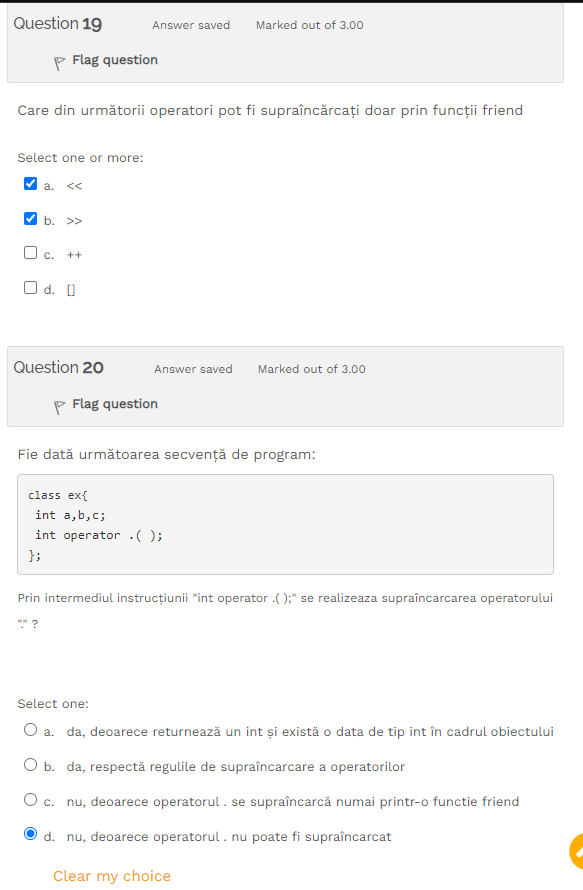 Question 19 Answer saved Marked out of 3.00
Flag question
Care din următorii operatori pot fi supraîncărcați doar prin funcții friend
Select one or more:
a. <<
b. >>
c. ++
d. []
Question 20 Answer saved Marked out of 3.00
Flag question
Fie dată următoarea secvență de program:
class ex{
int a,b,c;
int operator .( );
};
Prin intermediul instrucțiunii "int operator .( );" se realizeaza supraîncarcarea operatorului
"." ?
Select one:
a. da, deoarece returnează un int și există o data de tip int în cadrul obiectului
b. da, respectă regulile de supraîncarcare a operatorilor
c. nu, deoarece operatorul . se supraîncarcă numai printr-o functie friend
d. nu, deoarece operatorul . nu poate fi supraîncarcat
Clear my choice